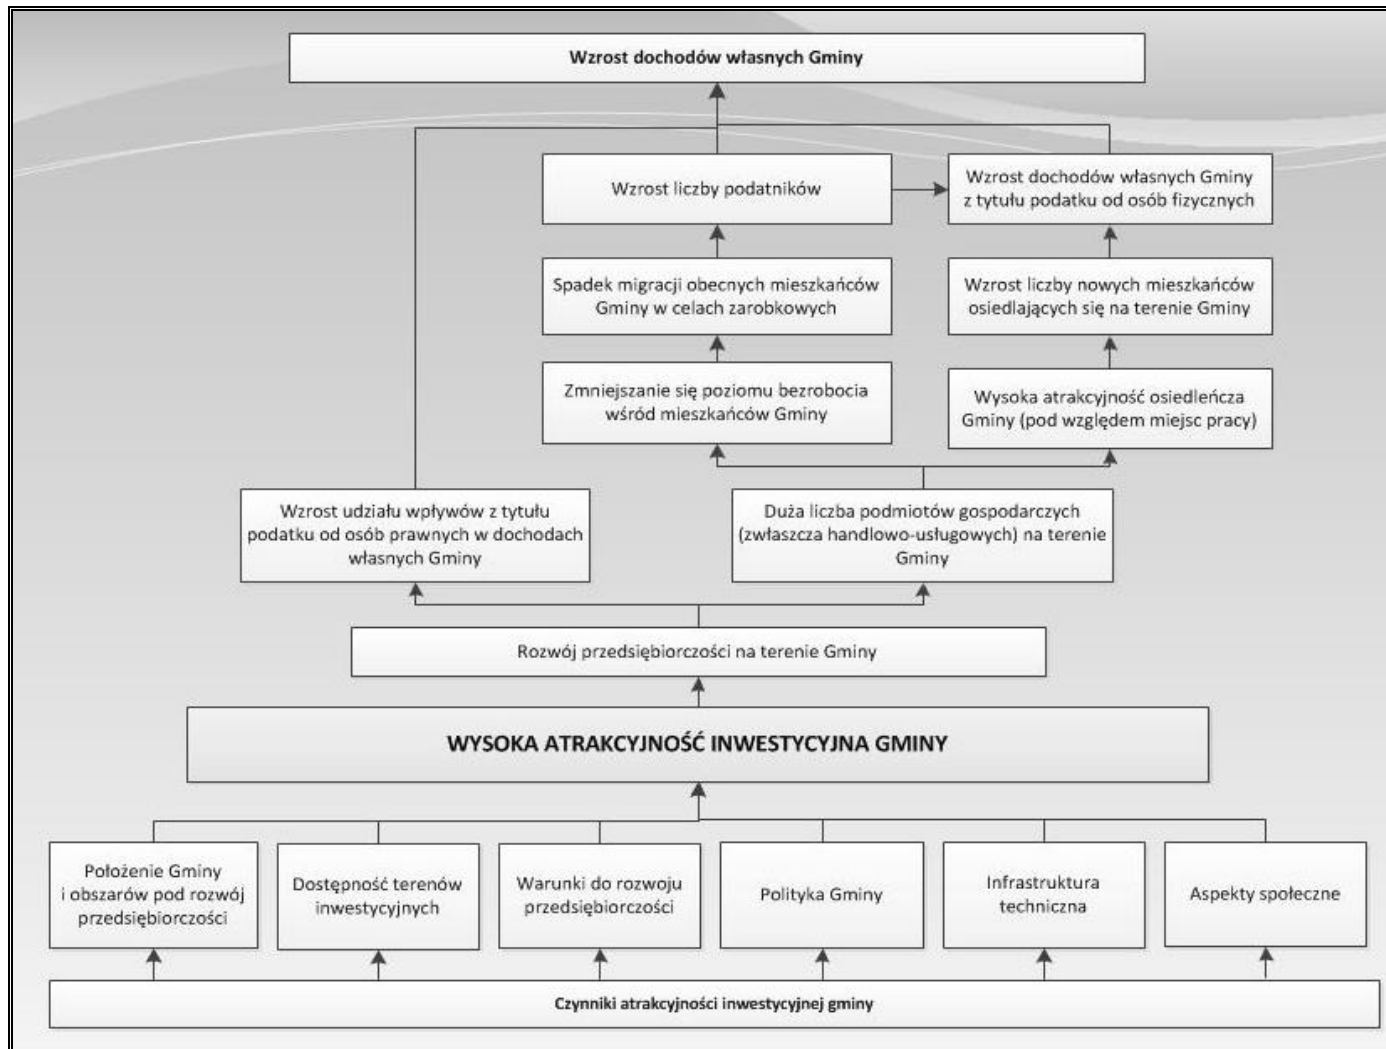 Wzrost dochodów własnych Gminy
Wzrost liczby podatników
Wzrost dochodów własnych Gminy
z tytułu podatku od osób fizycznych
Spadek migracji obecnych mieszkańców
Gminy w celach zarobkowych
Wzrost liczby nowych mieszkańców
osiedlających się na terenie Gminy
Zmniejszanie się poziomu bezrobocia
wśród mieszkańców Gminy
Wysoka atrakcyjność osiedleńcza
Gminy (pod względem miejsc pracy)
Wzrost udziału wpływów z tytułu
podatku od osób prawnych w dochodach
własnych Gminy
Duża liczba podmiotów gospodarczych
(zwłaszcza handlowo-usługowych) na terenie
Gminy
Rozwój przedsiębiorczości na terenie Gminy
WYSOKA ATRAKCYJNOŚĆ INWESTYCYJNA GMINY
Położenie Gminy
i obszarów pod rozwój
przedsiębiorczości
Dostępność terenów
inwestycyjnych
Warunki do rozwoju
przedsiębiorczości
Polityka Gminy
Infrastruktura
techniczna
Aspekty społeczne
Czynniki atrakcyjności inwestycyjnej gminy